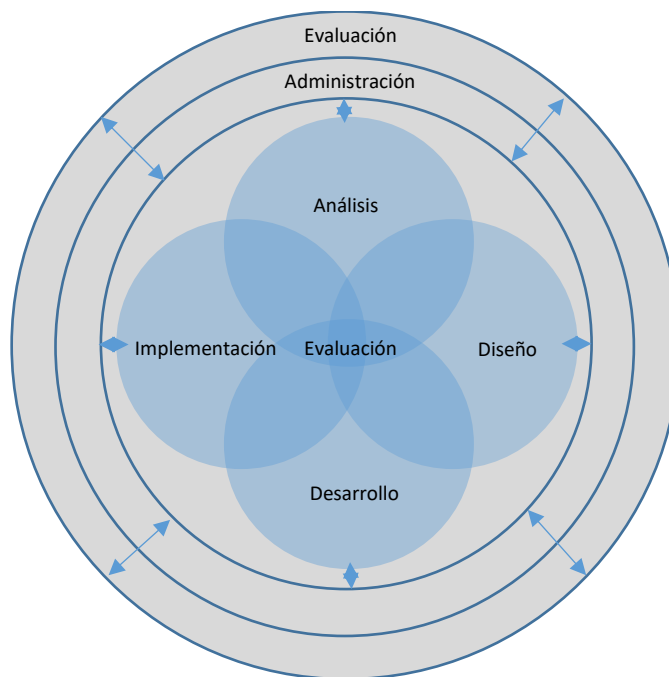 Evaluación
Administración
Análisis
Implementación
Evaluación
Diseño
Desarrollo